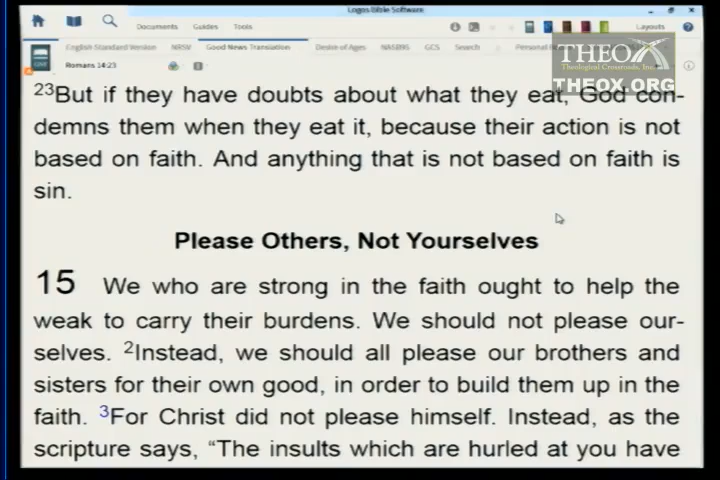 Logos Bible Software
Documents Guides Tools Layouts
English Standard Version NRSV Good News Translation Desire of Ages NASB95 GCS Search Personal
Romans 14:23
THEOX
Theological Crossroads, Inc.
THEOX.ORG
23But if they have doubts about what they eat, God con-
demns them when they eat it, because their action is not
based on faith. And anything that is not based on faith is
sin.
Please Others, Not Yourselves
15 We who are strong in the faith ought to help the
weak to carry their burdens. We should not please our-
selves. 2Instead, we should all please our brothers and
sisters for their own good, in order to build them up in the
faith. 3For Christ did not please himself. Instead, as the
scripture says, “The insults which are hurled at you have